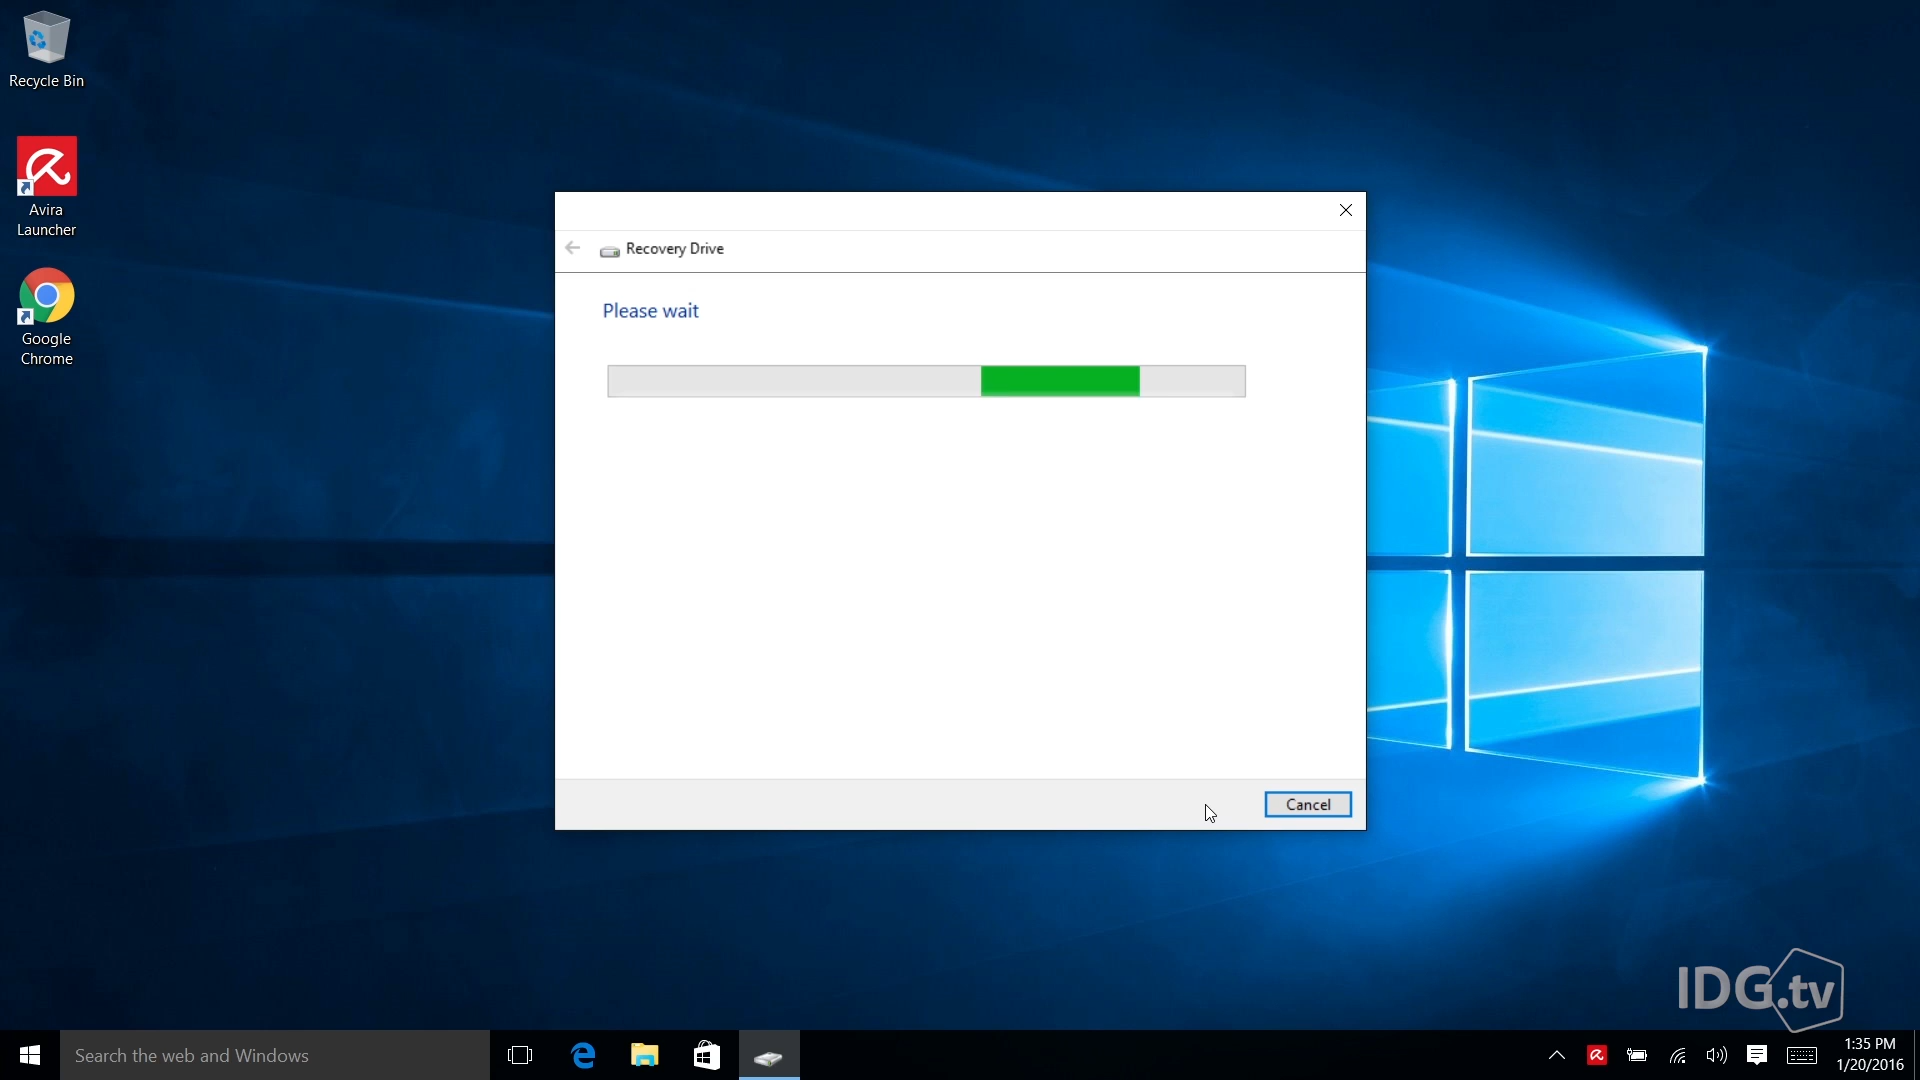 Recycle Bin
Avira
Launcher
Google
Chrome
Recovery Drive
Please wait
Cancel
IDG.tv
Search the web and Windows
1:35 PM
1/20/2016